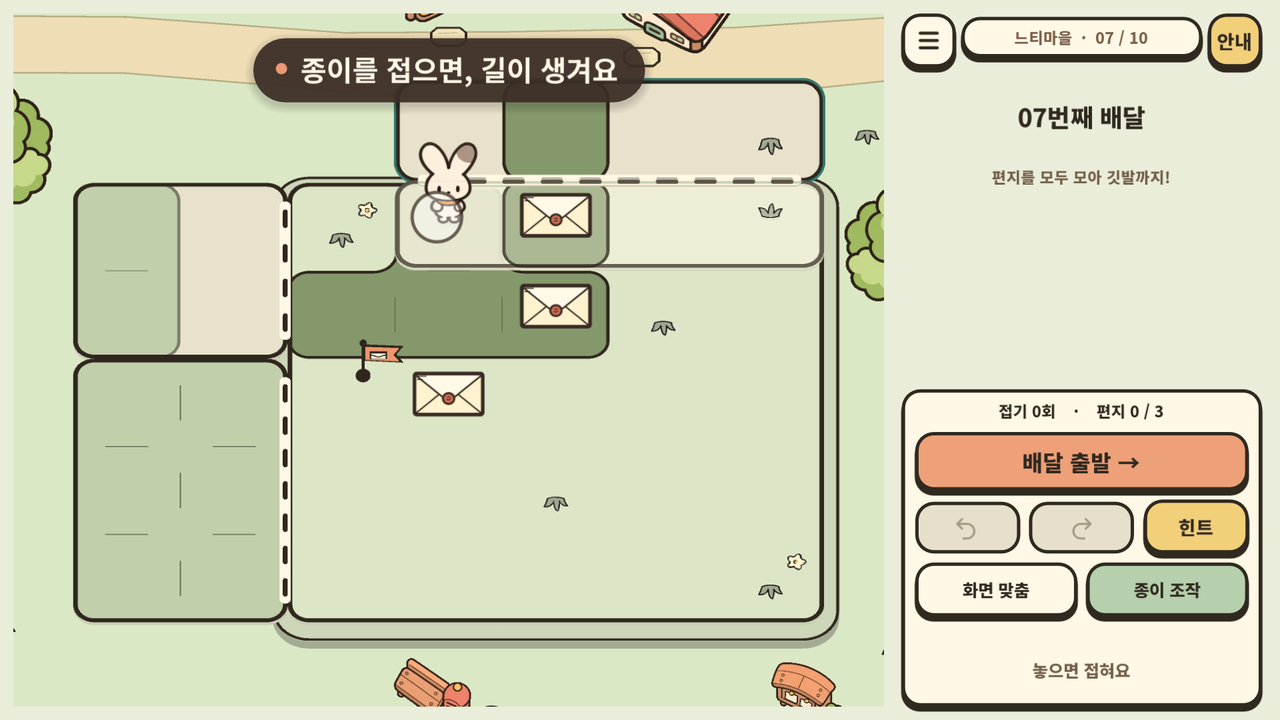 종이를 접으면, 길이 생겨요
느티마을 · 07 / 10
안내
07번째 배달
편지를 모두 모아 깃발까지!
접기 0회 · 편지 0 / 3
배달 출발 →
힌트
화면 맞춤
종이 조작
놓으면 접혀요